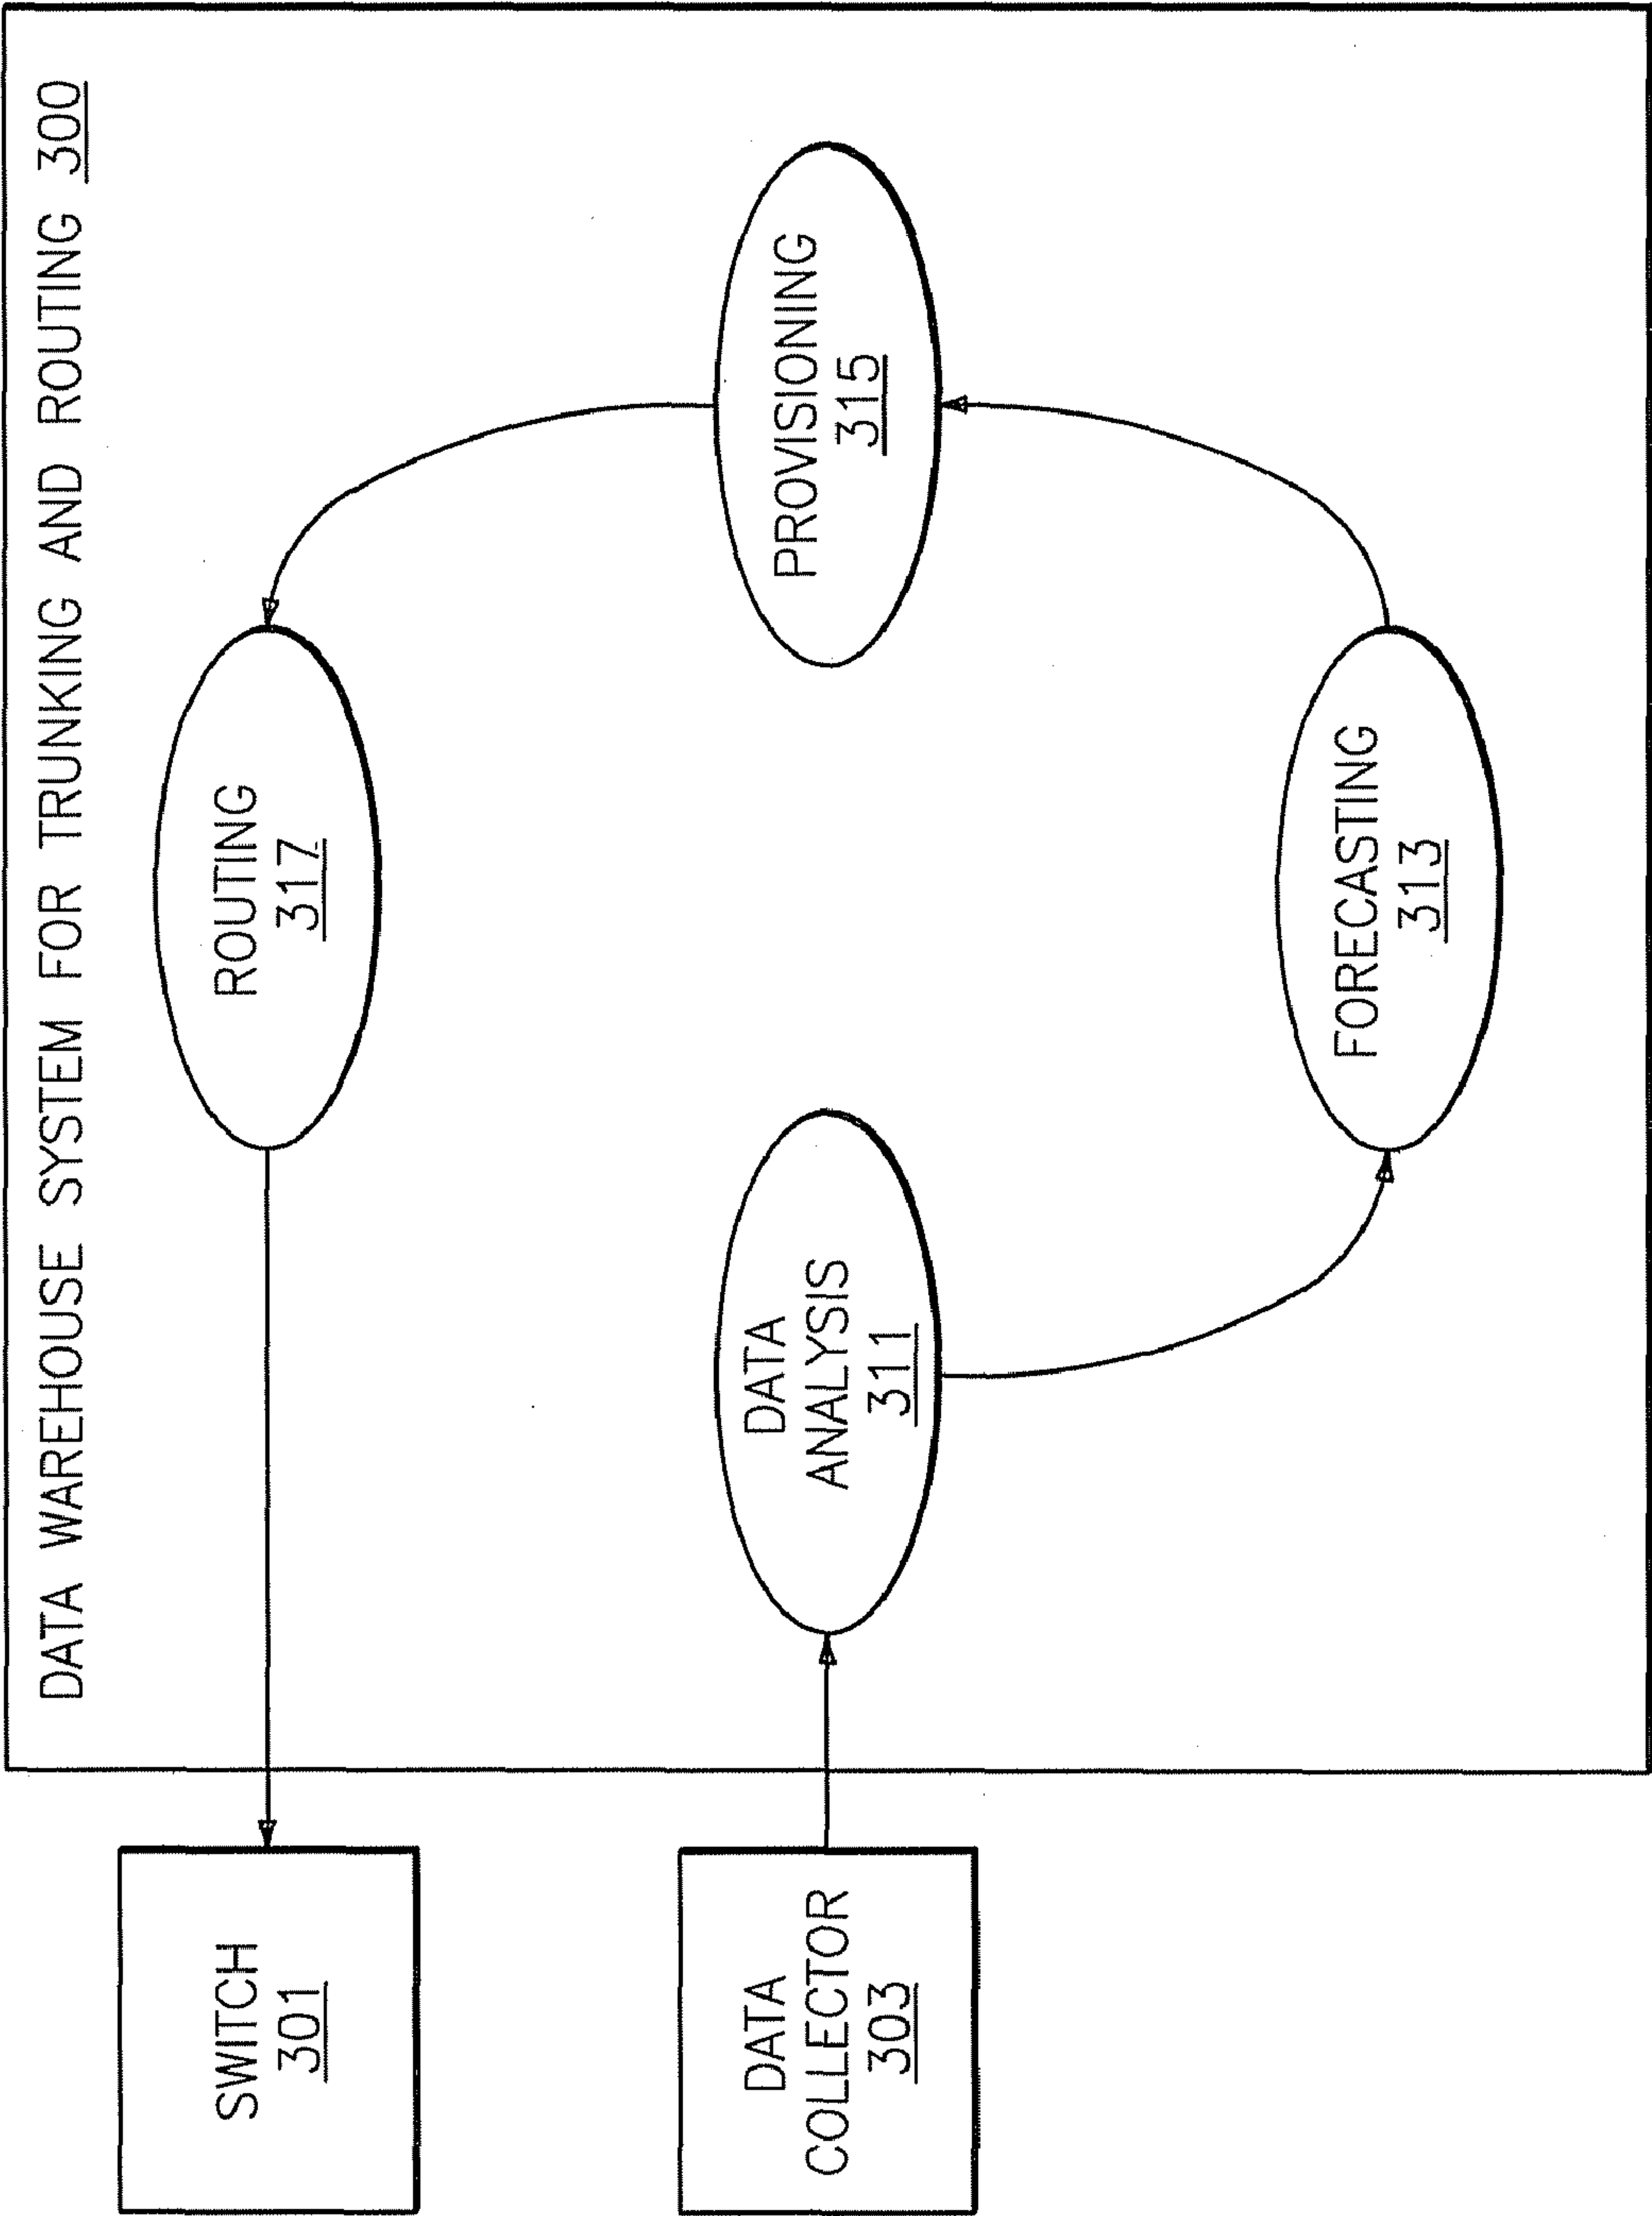 DATA WAREHOUSE SYSTEM FOR TRUNKING AND ROUTING 300
SWITCH
301
ROUTING
317
DATA
COLLECTOR
303
DATA
ANALYSIS
311
PROVISIONING
315
FORECASTING
313